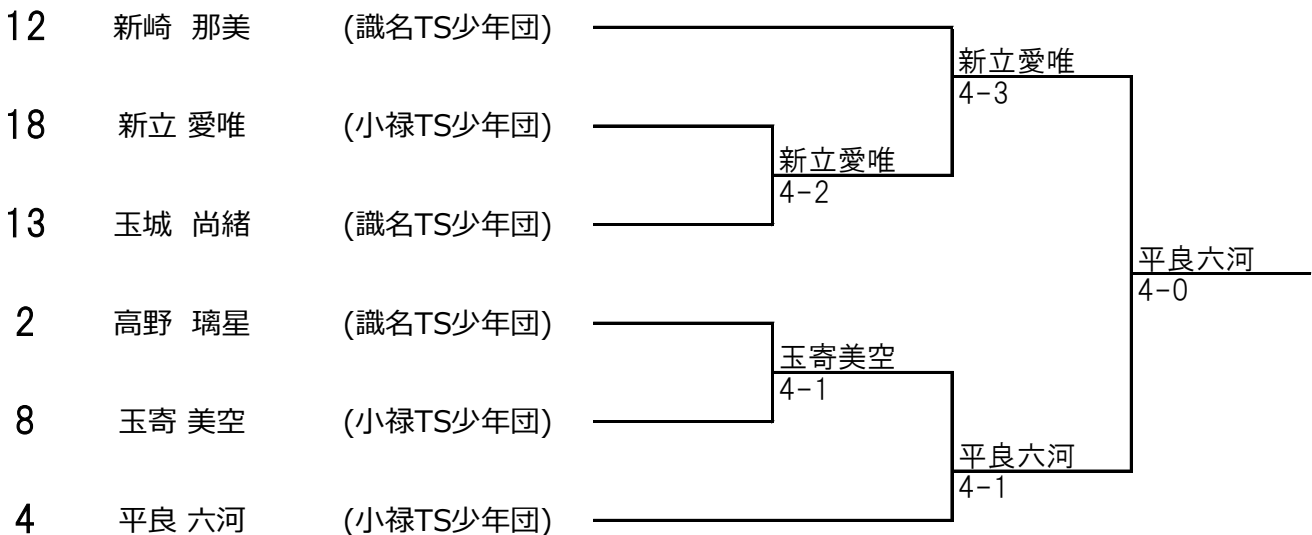 12 新崎 那美 (識名TS少年団)
新立愛唯
4-3
18 新立 愛唯 (小禄TS少年団)
新立愛唯
4-2
13 玉城 尚緒 (識名TS少年団)
平良六河
4-0
2 高野 璃星 (識名TS少年団)
玉寄美空
4-1
8 玉寄 美空 (小禄TS少年団)
平良六河
4-1
4 平良 六河 (小禄TS少年団)